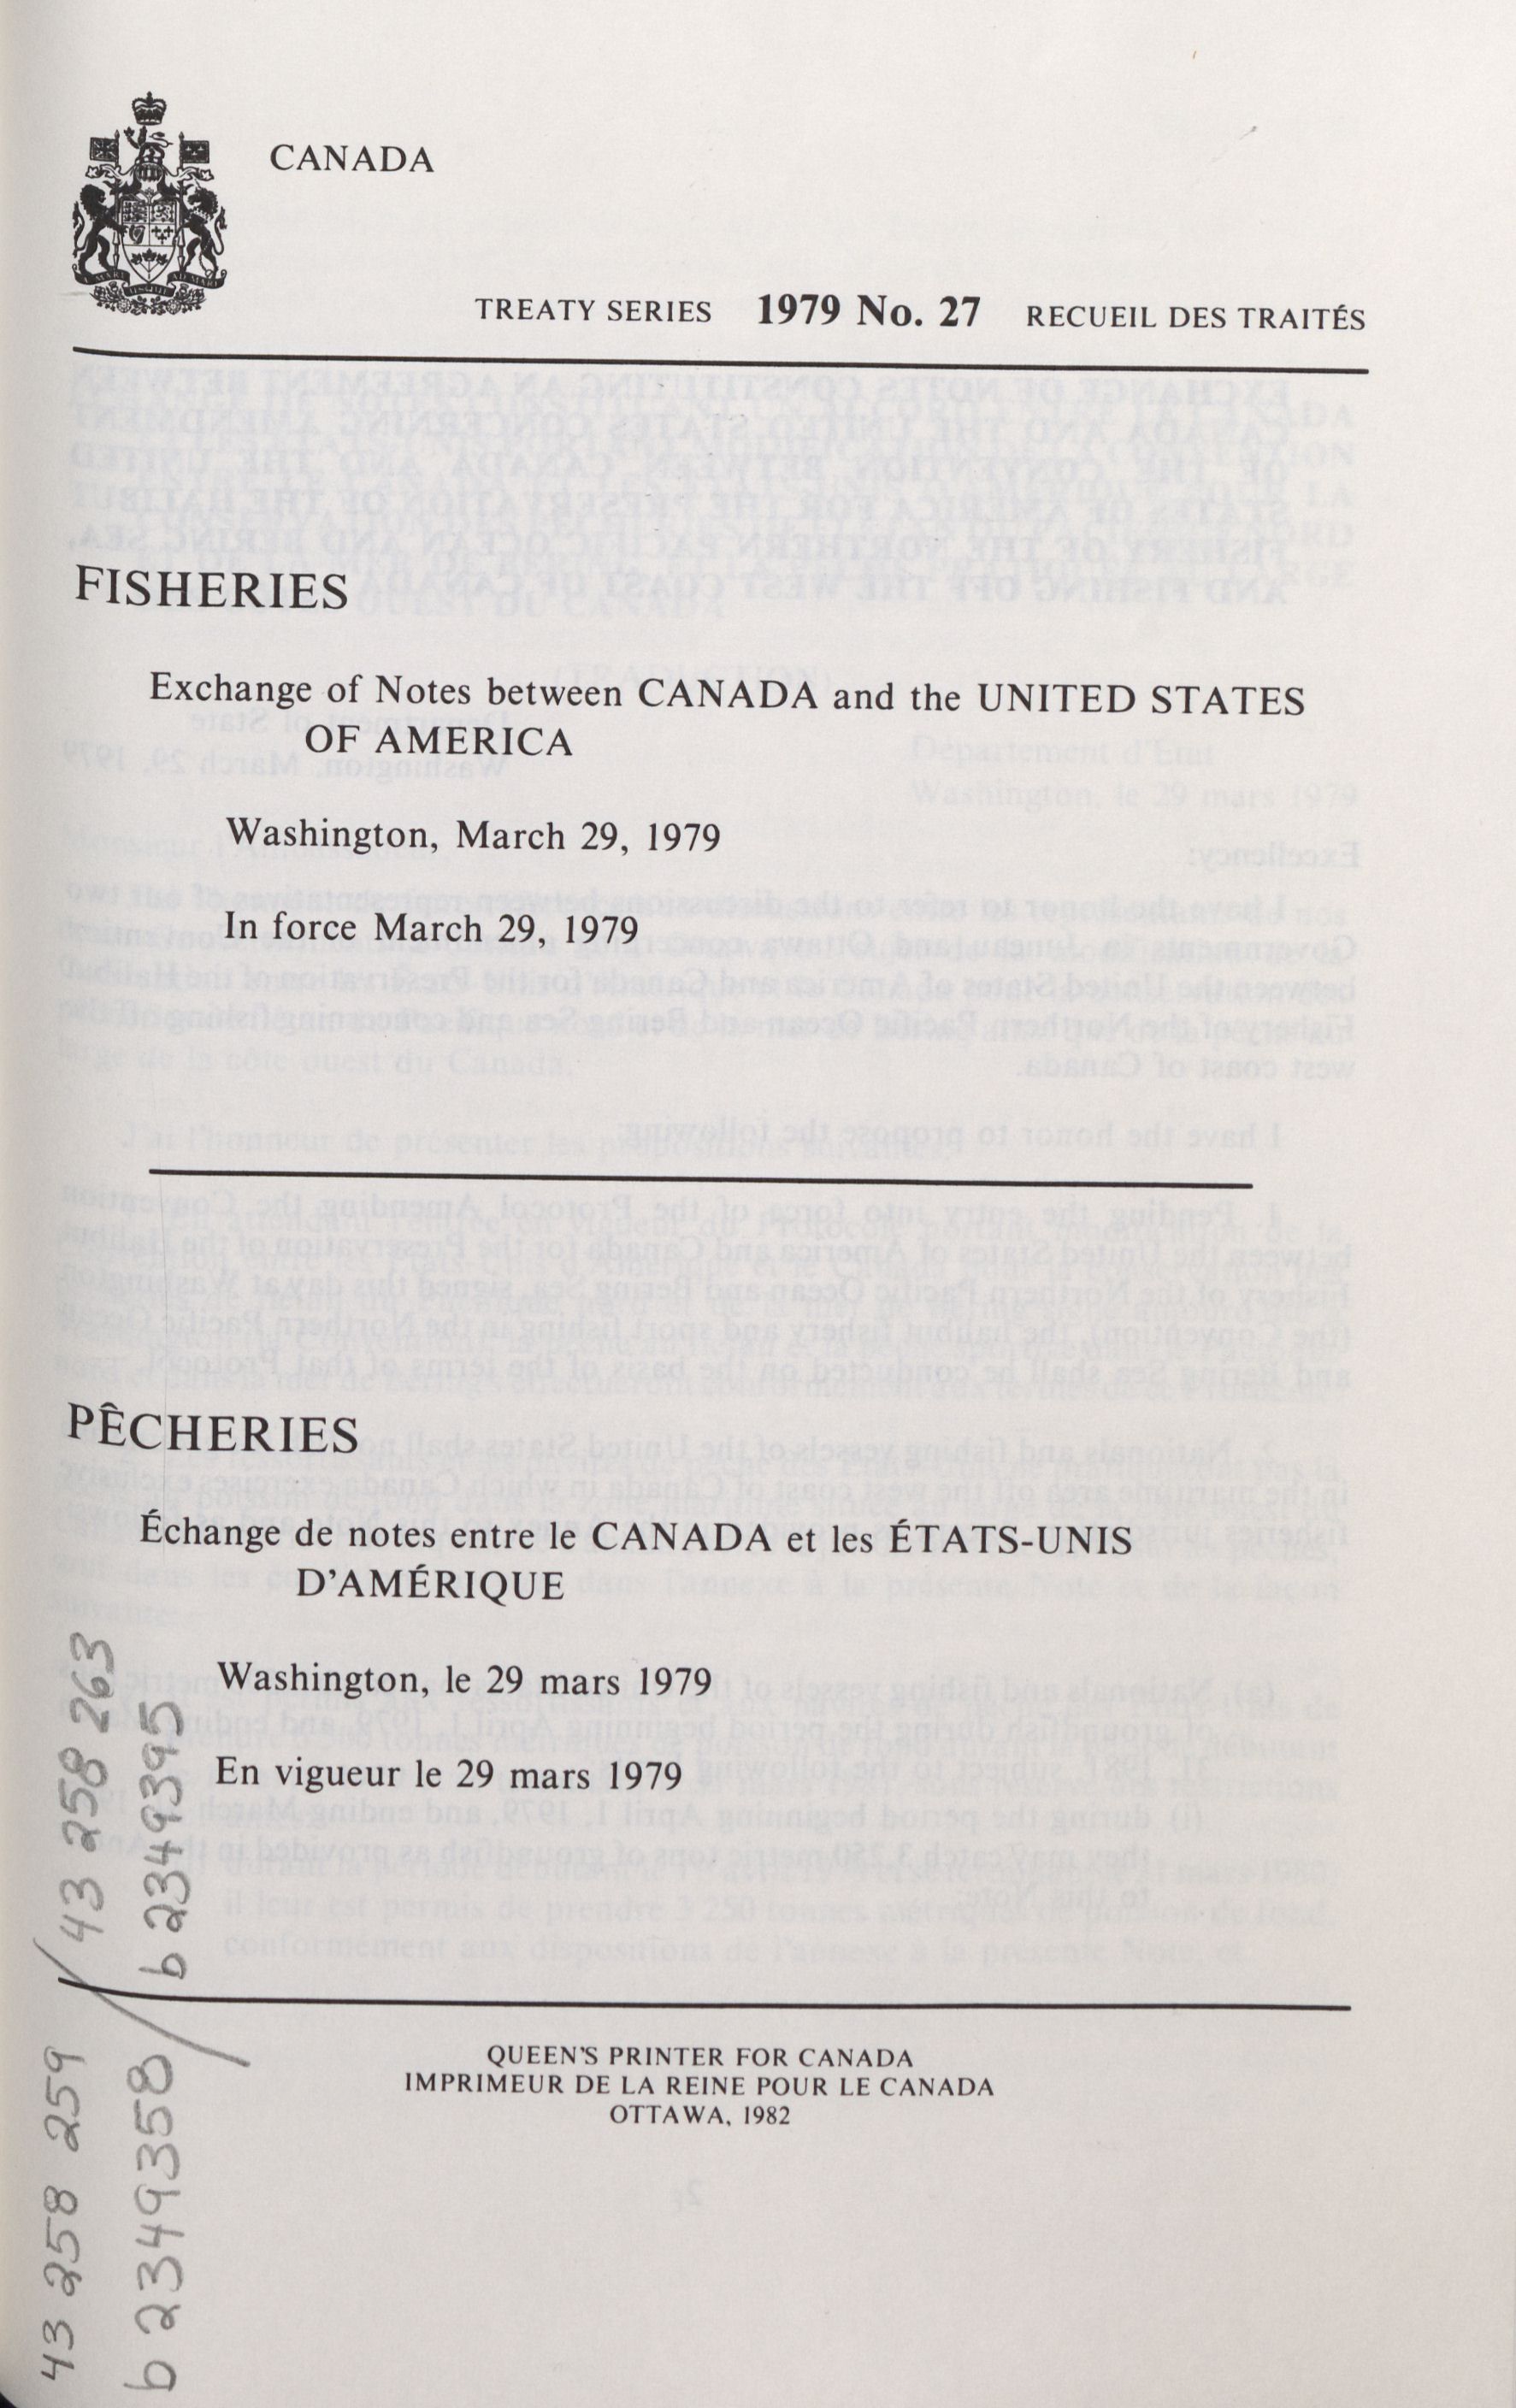 CANADA
TREATY SERIES 1979 No. 27 RECUEIL DES TRAITÉS
FISHERIES
Exchange of Notes between CANADA and the UNITED STATES
OF AMERICA
Washington, March 29, 1979
In force March 29, 1979
PÊCHERIES
Échange de notes entre le CANADA et les ÉTATS-UNIS
D'AMÉRIQUE
Washington, le 29 mars 1979
En vigueur le 29 mars 1979
QUEEN'S PRINTER FOR CANADA
IMPRIMEUR DE LA REINE POUR LE CANADA
OTTAWA, 1982
43 258 259 / 43 258 263
b 2349358 / b 2349395